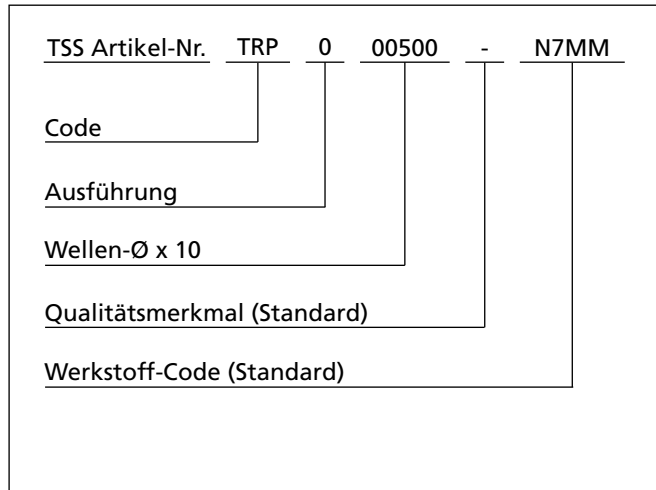 TSS Artikel-Nr. TRP 0 00500 - N7MM
Code
Ausführung
Wellen-Ø x 10
Qualitätsmerkmal (Standard)
Werkstoff-Code (Standard)